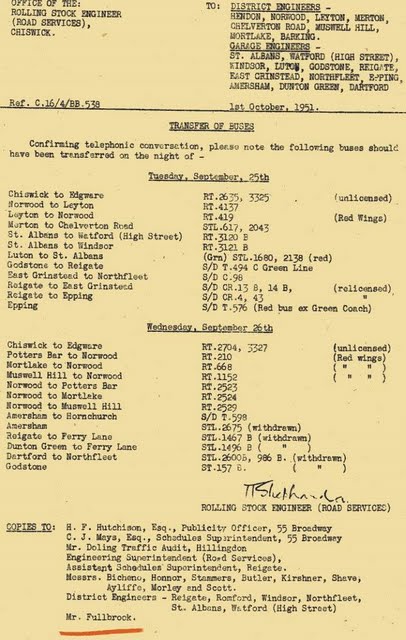 OFFICE OF THE:
ROLLING STOCK ENGINEER
(ROAD SERVICES),
CHISWICK.
TO: DISTRICT ENGINEERS -
HENDON, NORWOOD, LEYTON, MERTON,
CHELVERTON ROAD, MUSWELL HILL,
MORTLAKE, BARKING.
GARAGE ENGINEERS -
ST. ALBANS, WATFORD (HIGH STREET),
WINDSOR, LUTON, GODSTONE, REIGATE,
EAST GRINSTEAD, NORTHFLEET, EPPING,
AMERSHAM, DUNTON GREEN, DARTFORD
Ref. C.16/4/BB.538
1st October, 1951.
TRANSFER OF BUSES
Confirming telephonic conversation, please note the following buses should
have been transferred on the night of -
Tuesday, September, 25th
Chiswick to Edgware RT.2635, 3325 (unlicensed)
Norwood to Leyton RT.4137
Leyton to Norwood RT.419 (Red Wings)
Merton to Chelverton Road STL.617, 2043
St. Albans to Watford (High Street) RT.3120 B
St. Albans to Windsor RT.3121 B
Luton to St. Albans (Grn) STL.1680, 2138 (red)
Godstone to Reigate S/D T.494 C Green Line
East Grinstead to Northfleet S/D C.98
Reigate to East Grinstead S/D CR.13 B, 14 B, (relicensed)
Reigate to Epping S/D CR.4, 43 "
Epping S/D T.576 (Red bus ex Green Coach)
Wednesday, September 26th
Chiswick to Edgware RT.2704, 3327 (unlicensed)
Potters Bar to Norwood RT.210 (Red wings)
Mortlake to Norwood RT.668 ( " " )
Muswell Hill to Norwood RT.1152 ( " " )
Norwood to Potters Bar RT.2523
Norwood to Mortlake RT.2524
Norwood to Muswell Hill RT.2529
Amersham to Hornchurch S/D T.598
Amersham STL.2675 (withdrawn)
Reigate to Ferry Lane STL.1467 B (withdrawn)
Dunton Green to Ferry Lane STL.1496 B ( " )
Dartford to Northfleet STL.2600B, 986 B. (withdrawn)
Godstone ST.157 B. ( " )
ROLLING STOCK ENGINEER (ROAD SERVICES)
COPIES TO: H. F. Hutchison, Esq., Publicity Officer, 55 Broadway
C. J. Mays, Esq., Schedules Superintendent, 55 Broadway
Mr. Doling Traffic Audit, Hillingdon
Engineering Superintendent (Road Services),
Assistant Schedules Superintendent, Reigate.
Messrs. Bicheno, Honnor, Stammers, Butler, Kirshner, Shave,
Ayliffe, Morley and Scott.
District Engineers - Reigate, Romford, Windsor, Northfleet,
St. Albans, Watford (High Street)
Mr. Fullbrook.